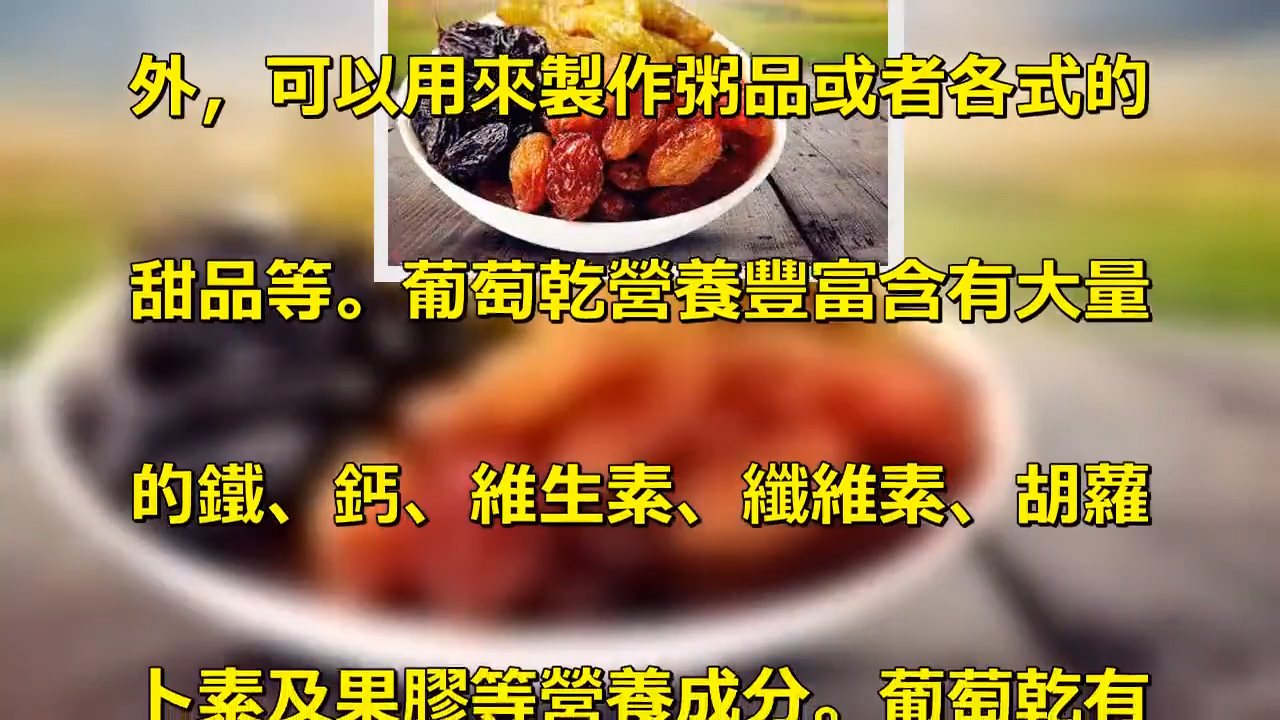 外，可以用來製作粥品或者各式的
甜品等。葡萄乾營養豐富含有大量
的鐵、鈣、維生素、纖維素、胡蘿
卜素及果膠等營養成分。葡萄乾有